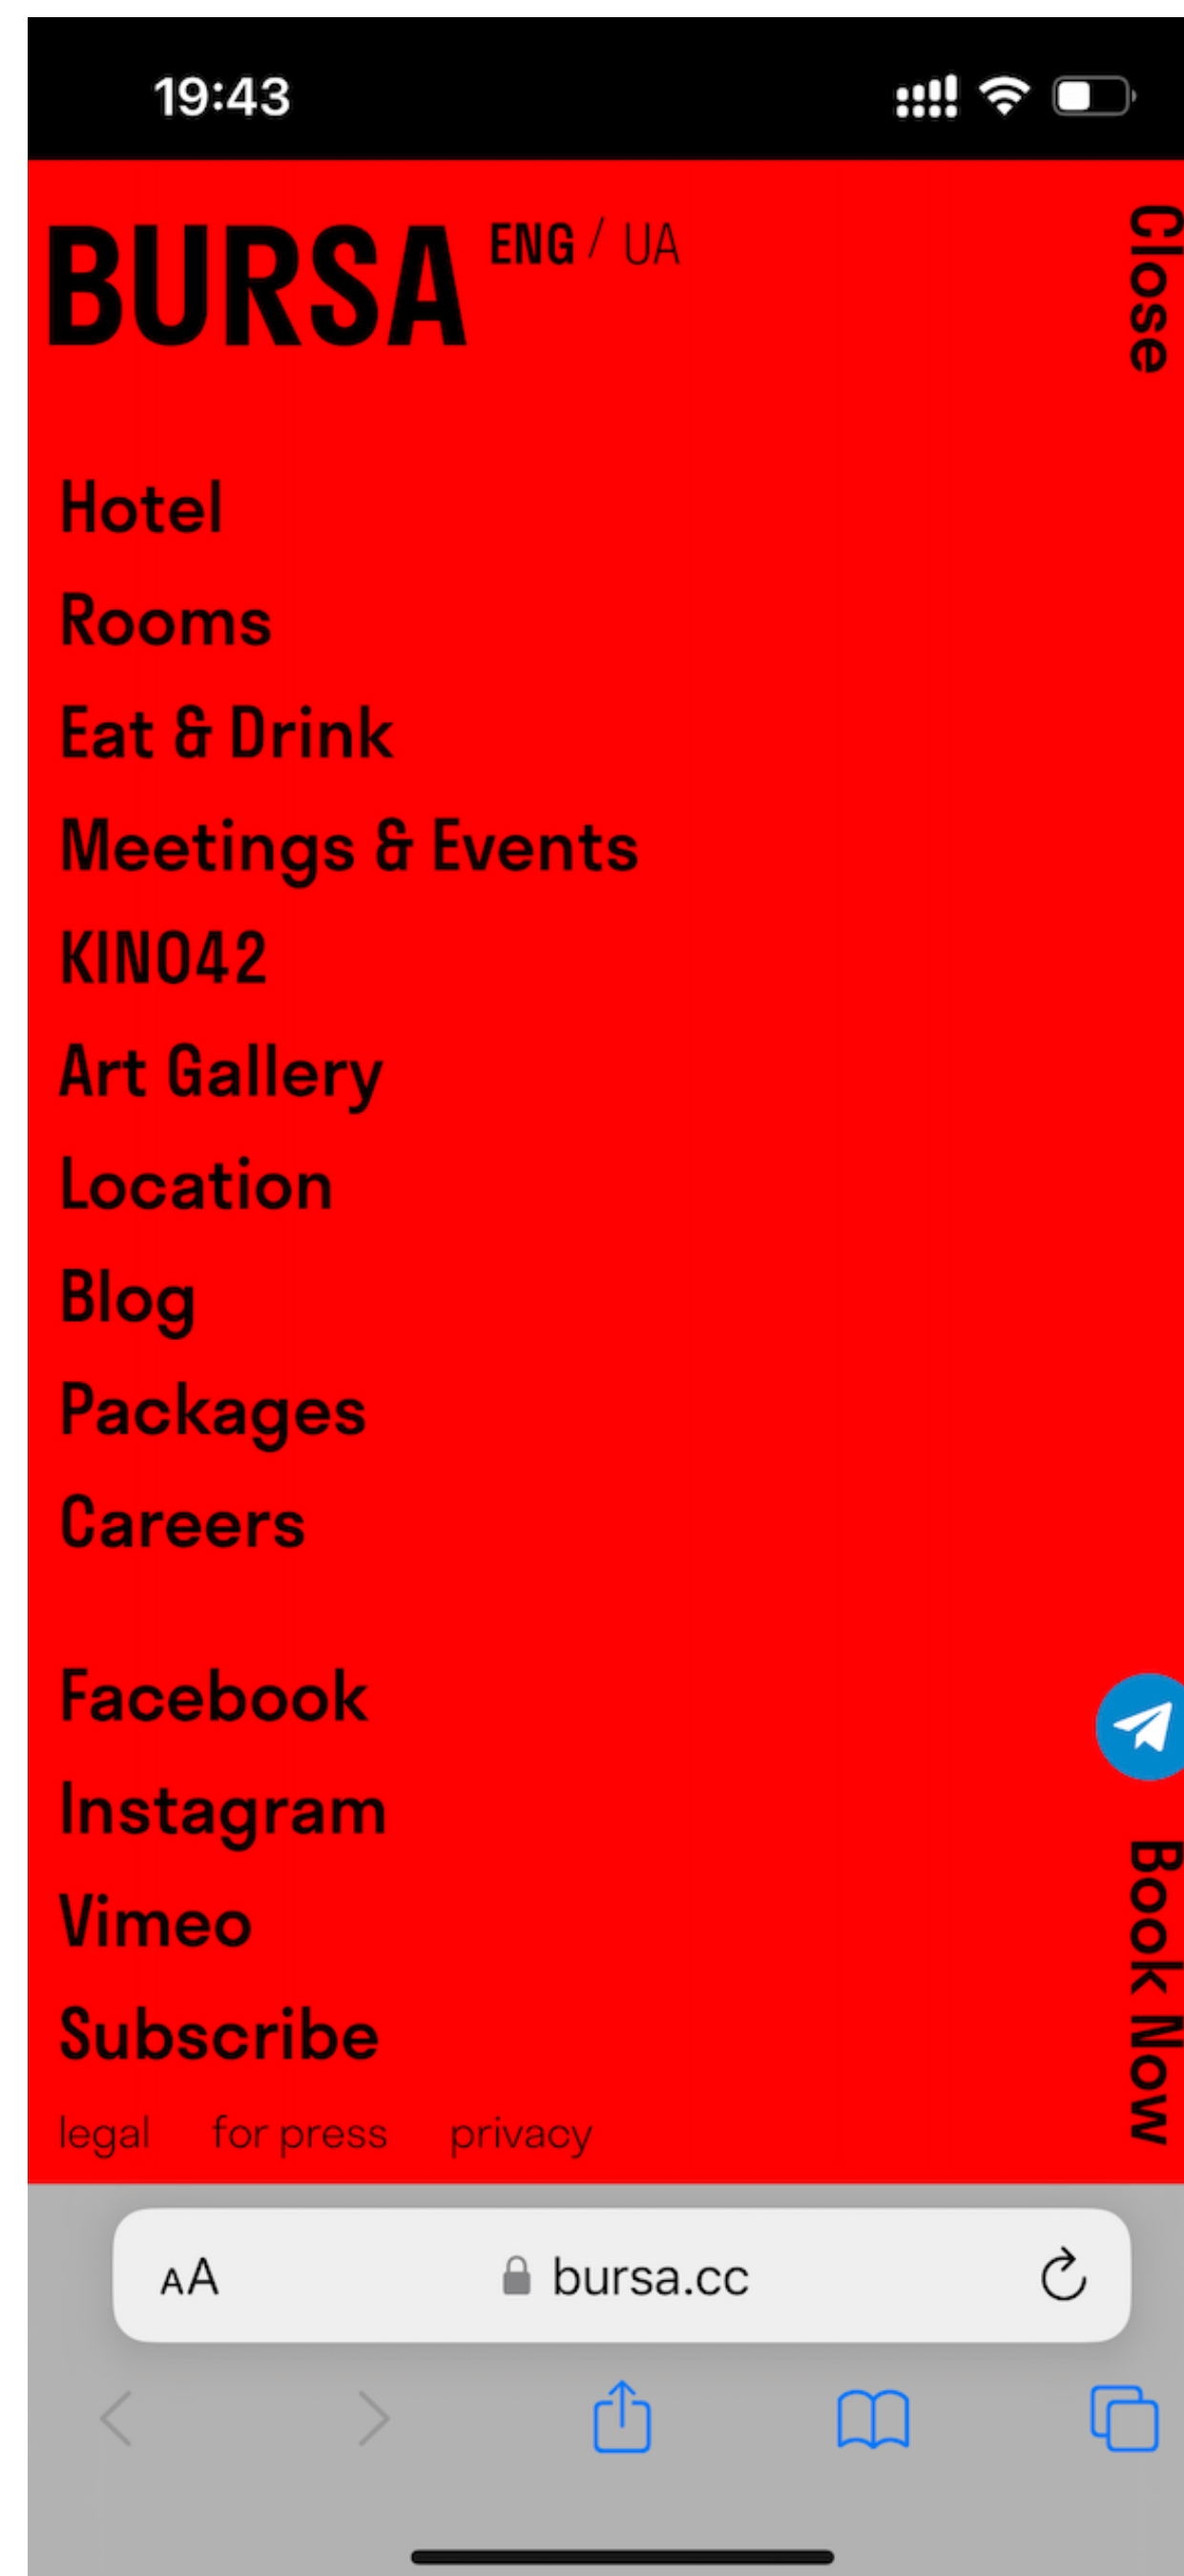 19:43
BURSA ENG / UA
Close
Hotel
Rooms
Eat & Drink
Meetings & Events
KINO42
Art Gallery
Location
Blog
Packages
Careers
Facebook
Instagram
Vimeo
Subscribe
Book Now
legal for press privacy
AA bursa.cc